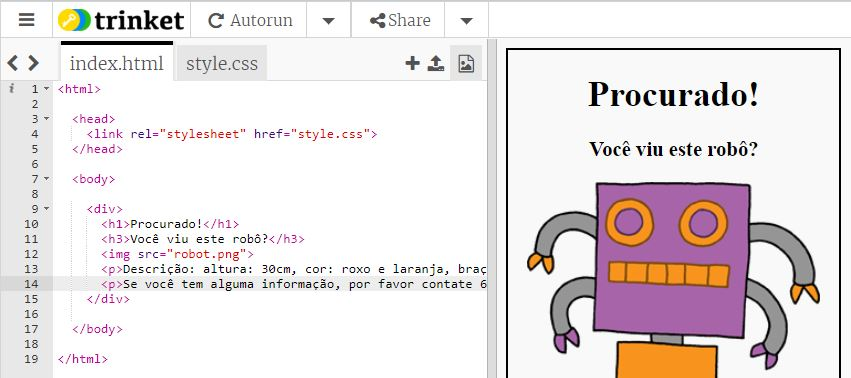 trinket Autorun Share
index.html style.css
i 1 <html>
2
3 <head>
4 <link rel="stylesheet" href="style.css">
5 </head>
6
7 <body>
8
9 <div>
10 <h1>Procurado!</h1>
11 <h3>Você viu este robô?</h3>
12 <img src="robot.png">
13 <p>Descrição: altura: 30cm, cor: roxo e laranja, braç
14 <p>Se você tem alguma informação, por favor contate 6
15 </div>
16
17 </body>
18
19 </html>
Procurado!
Você viu este robô?